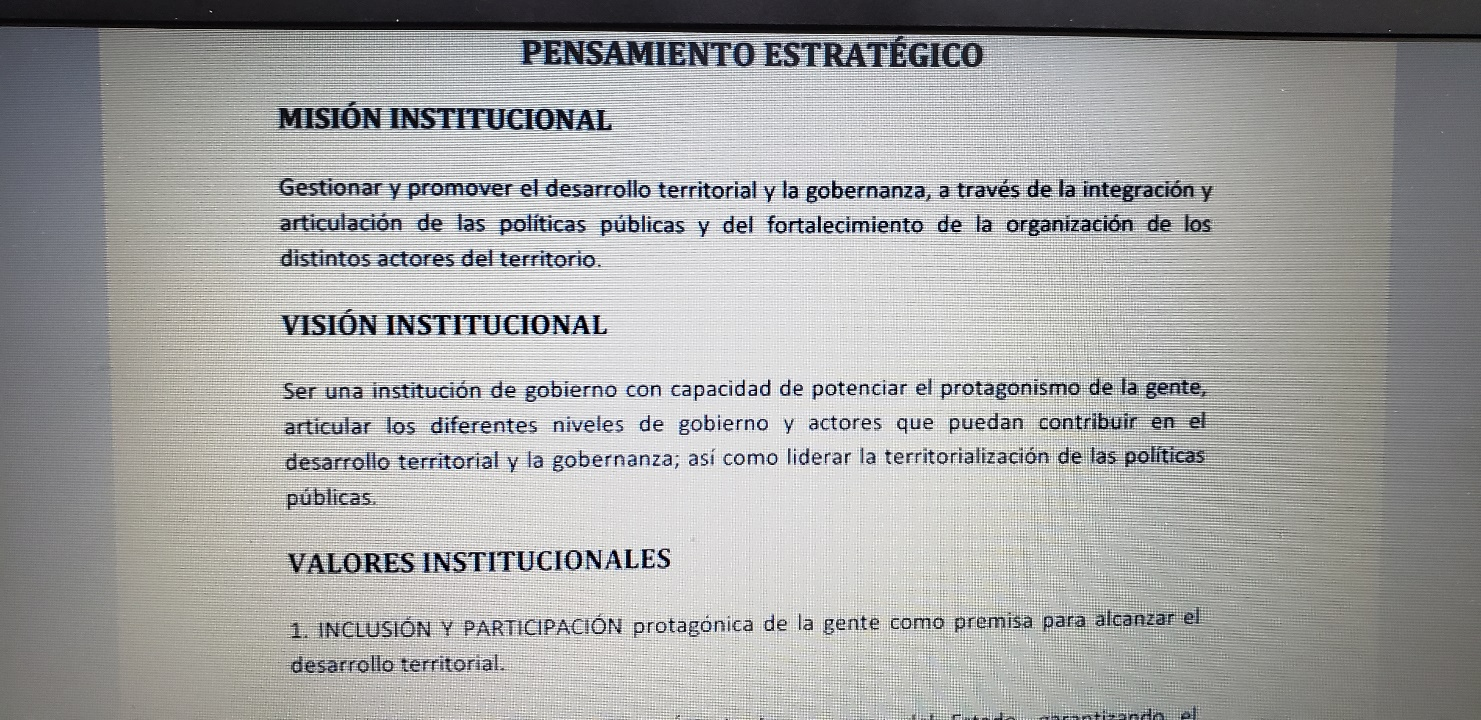 PENSAMIENTO ESTRATÉGICO
MISIÓN INSTITUCIONAL
Gestionar y promover el desarrollo territorial y la gobernanza, a través de la integración y
articulación de las políticas públicas y del fortalecimiento de la organización de los
distintos actores del territorio.
VISIÓN INSTITUCIONAL
Ser una institución de gobierno con capacidad de potenciar el protagonismo de la gente,
articular los diferentes niveles de gobierno y actores que puedan contribuir en el
desarrollo territorial y la gobernanza; así como liderar la territorialización de las políticas
públicas.
VALORES INSTITUCIONALES
1. INCLUSIÓN Y PARTICIPACIÓN protagónica de la gente como premisa para alcanzar el
desarrollo territorial.
Estado, garantizando el